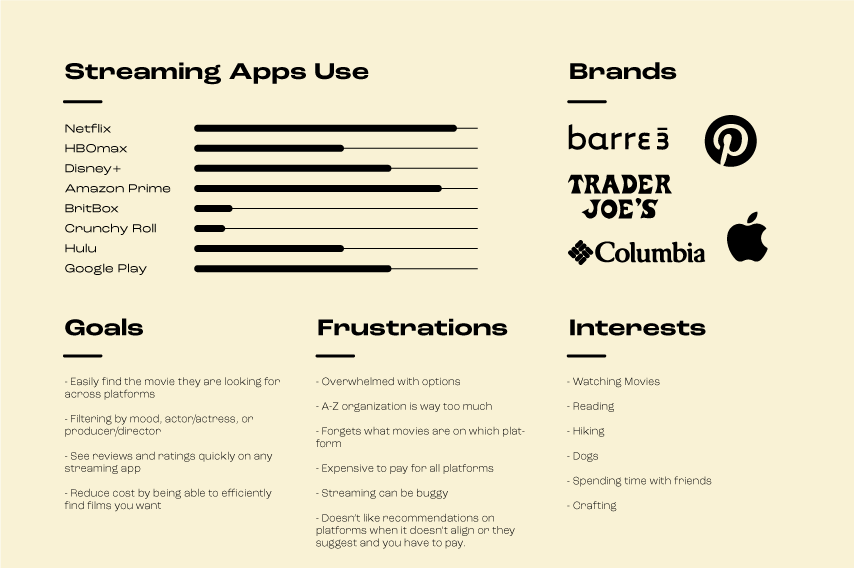 Streaming Apps Use
Netflix
HBOmax
Disney+
Amazon Prime
BritBox
Crunchy Roll
Hulu
Google Play
Brands
barrɛ3
TRADER
JOE'S
Columbia
Goals
- Easily find the movie they are looking for
across platforms
- Filtering by mood, actor/actress, or
producer/director
- See reviews and ratings quickly on any
streaming app
- Reduce cost by being able to efficiently
find films you want
Frustrations
- Overwhelmed with options
- A-Z organization is way too much
- Forgets what movies are on which plat-
form
- Expensive to pay for all platforms
- Streaming can be buggy
- Doesn't like recommendations on
platforms when it doesn't align or they
suggest and you have to pay.
Interests
- Watching Movies
- Reading
- Hiking
- Dogs
- Spending time with friends
- Crafting